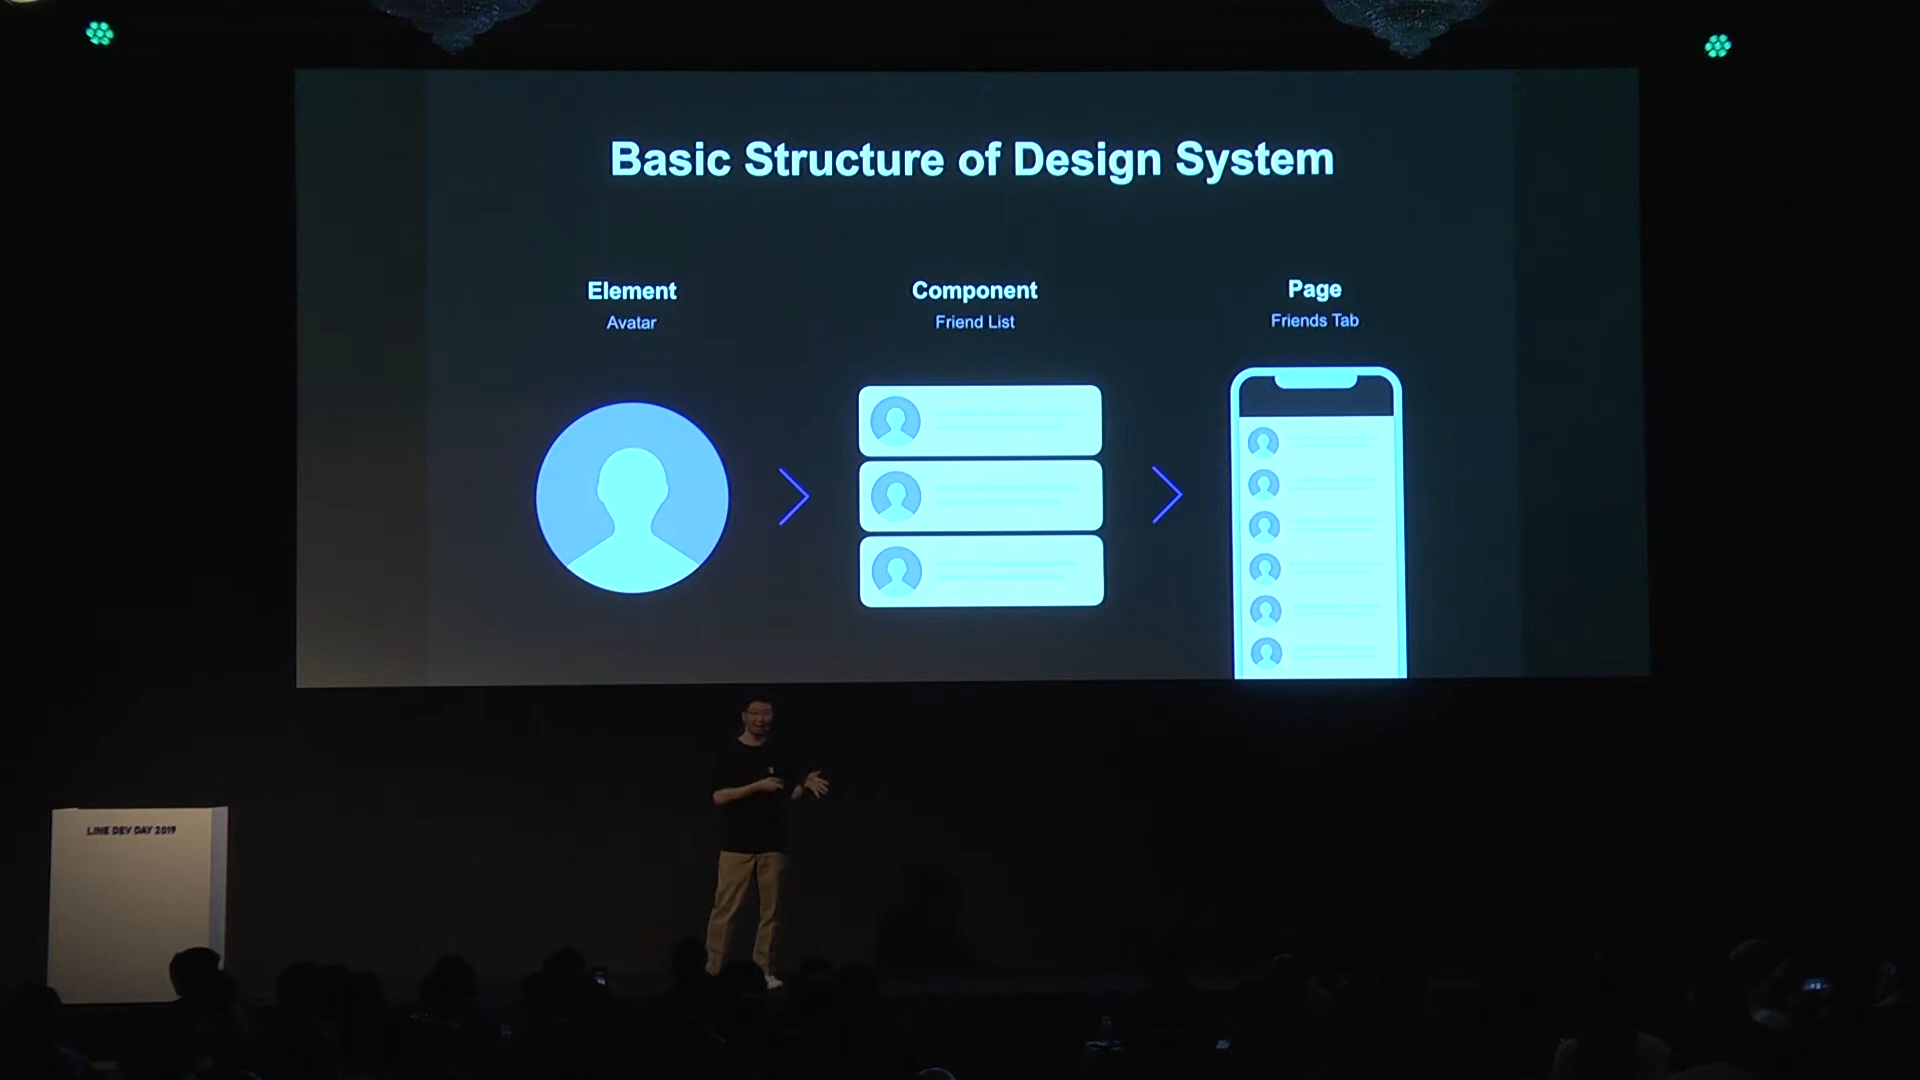 Basic Structure of Design System
Element
Avatar
Component
Friend List
Page
Friends Tab
LINE DEV DAY 2019